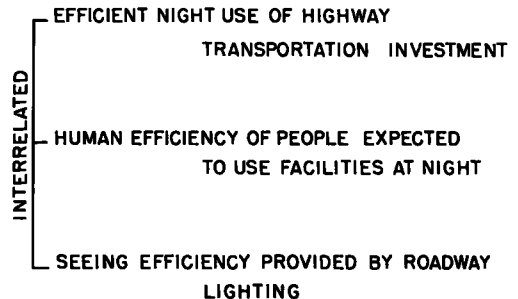 EFFICIENT NIGHT USE OF HIGHWAY
TRANSPORTATION INVESTMENT
INTERRELATED
HUMAN EFFICIENCY OF PEOPLE EXPECTED
TO USE FACILITIES AT NIGHT
SEEING EFFICIENCY PROVIDED BY ROADWAY
LIGHTING